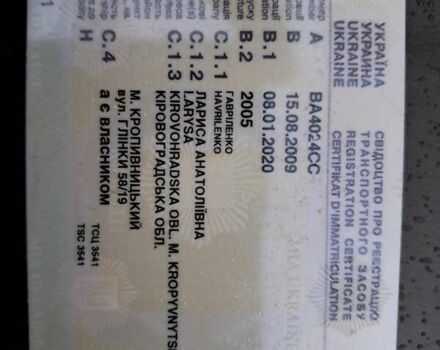 УКРАЇНА
УКРАИНА
UKRAINE
UKRAINE
СВІДОЦТВО ПРО РЕЄСТРАЦІЮ
ТРАНСПОРТНОГО ЗАСОБУ
REGISTRATION CERTIFICATE
CERTIFIKAT D'IMMATRICULATION
A BA4024CC
B 15.08.2009
B.1 08.01.2020
B.2 2005
C.1.1 ГАВРІЛЕНКО
HAVRILENKO
C.1.2 ЛАРИСА АНАТОЛІЇВНА
LARYSA
C.1.3 KIROVOHRADSKA OBL. M. KROPYVNYTS
КІРОВОГРАДСЬКА ОБЛ.
М. КРОПИВНИЦЬКИЙ
вул. ГЛІНКИ 58/19
C.4 а є власником
H ТСЦ 3541
TSC 3541